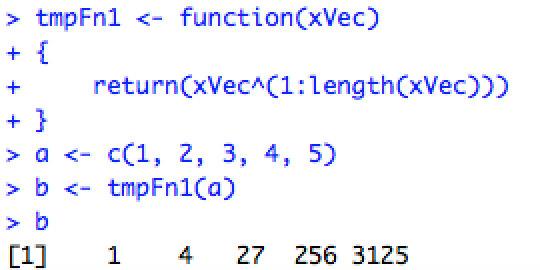 > tmpFn1 <- function(xVec)
+ {
+     return(xVec^(1:length(xVec)))
+ }
> a <- c(1, 2, 3, 4, 5)
> b <- tmpFn1(a)
> b
[1]    1    4   27  256 3125